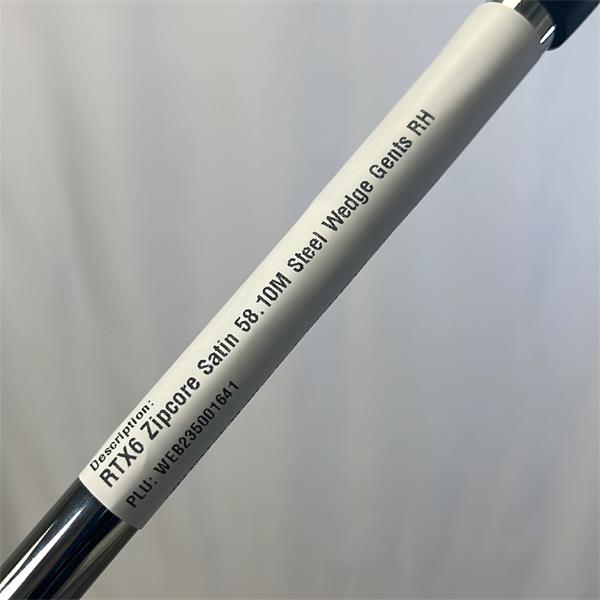 Description:
RTX6 Zipcore Satin 58.10M Steel Wedge Gents RH
PLU: WEB235001641